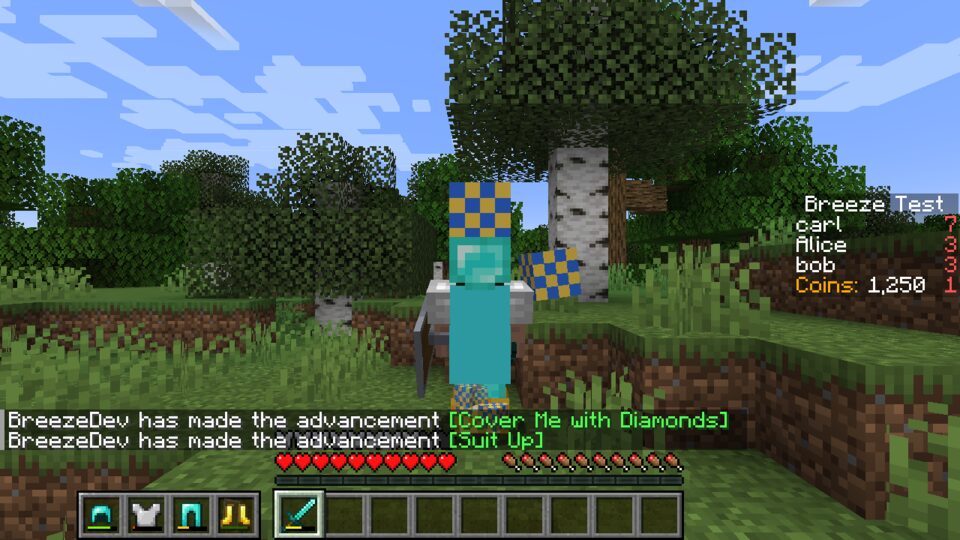 Breeze Test
carl 7
Alice 3
bob 3
Coins: 1,250 1
BreezeDev has made the advancement [Cover Me with Diamonds]
BreezeDev has made the advancement [Suit Up]